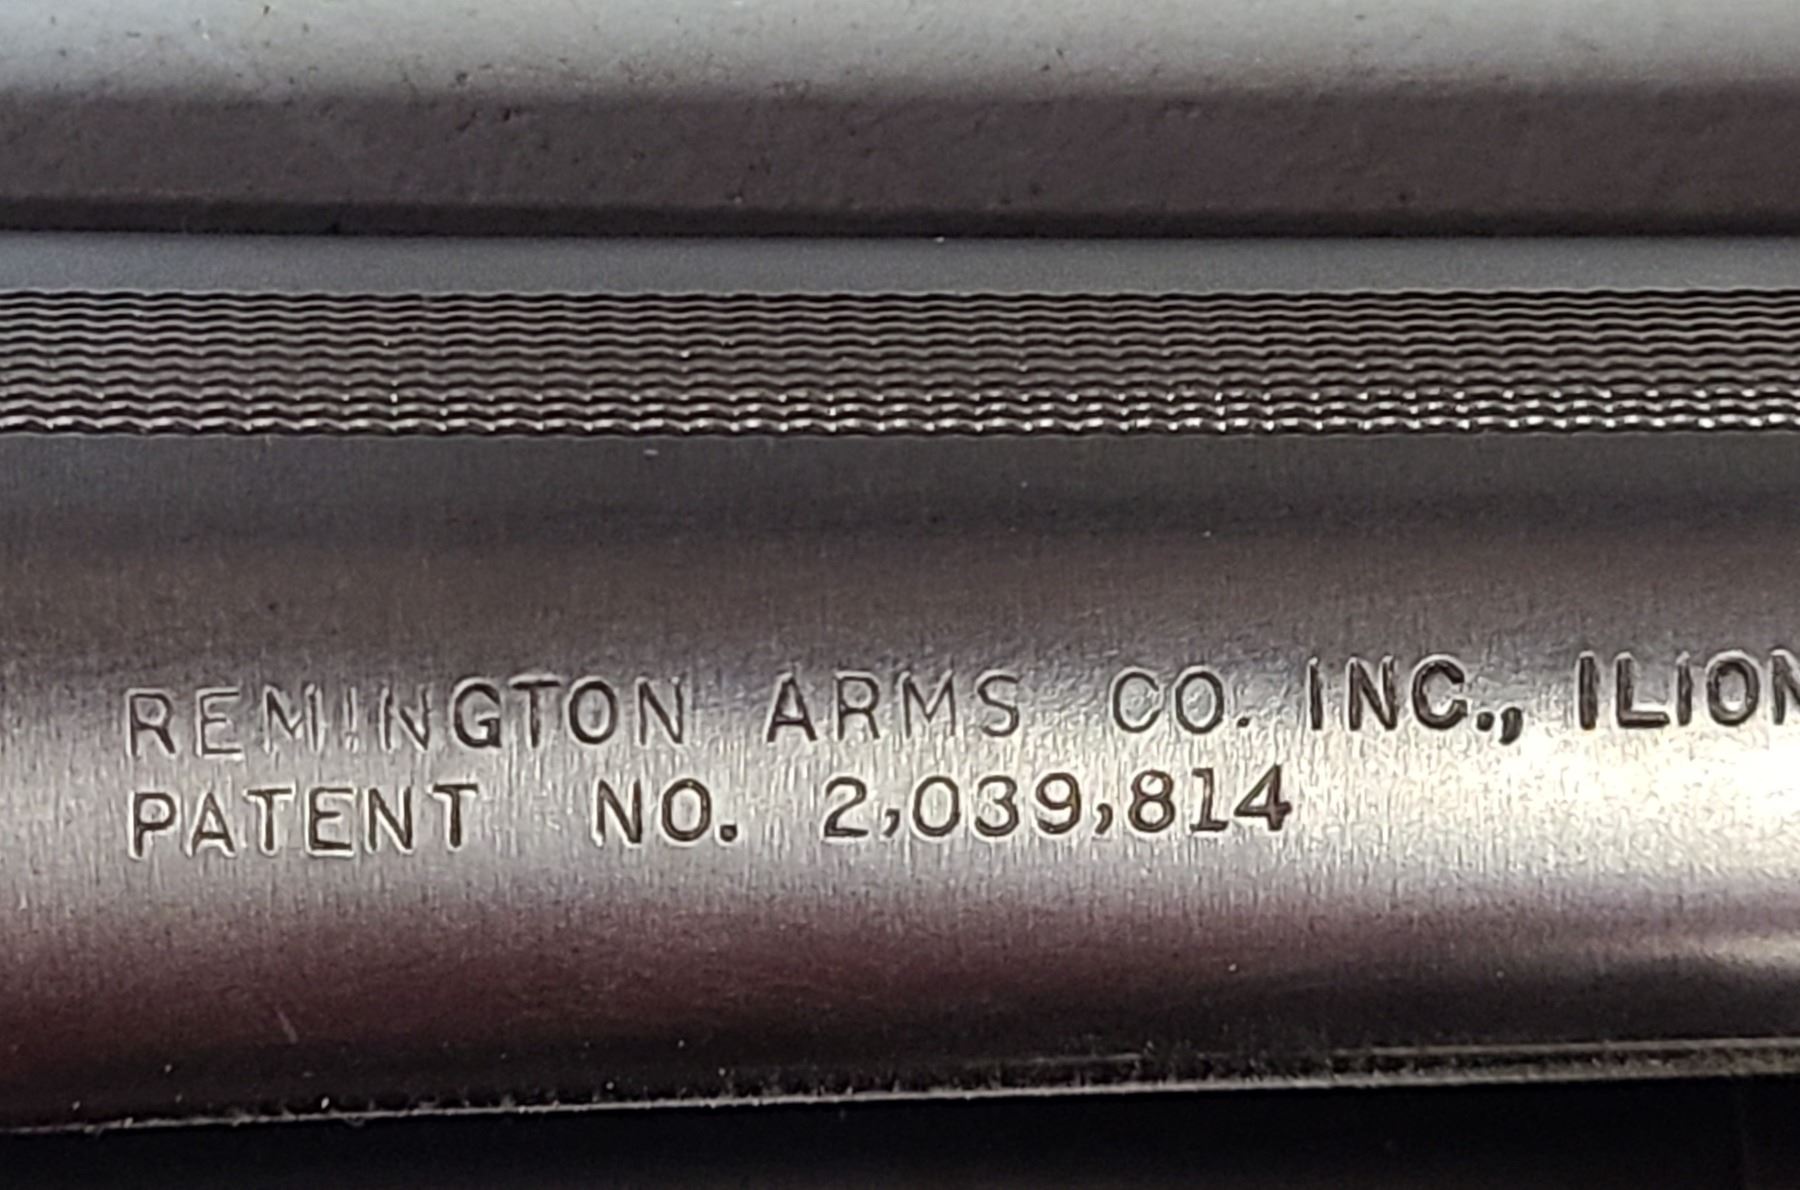 REMINGTON ARMS CO. INC., ILION
PATENT NO. 2,039,814